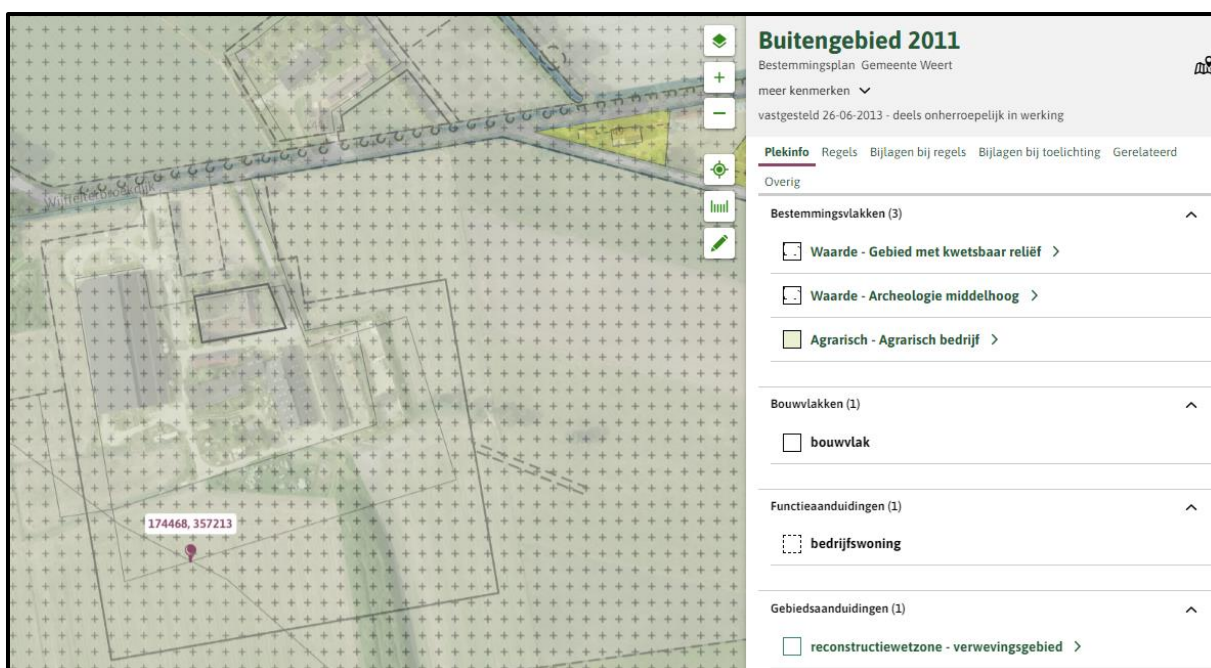 Wijffelterbroekdijk
174468, 357213
Buitengebied 2011
Bestemmingsplan Gemeente Weert
meer kenmerken
vastgesteld 26-06-2013 - deels onherroepelijk in werking
Plekinfo Regels Bijlagen bij regels Bijlagen bij toelichting Gerelateerd
Overig
Bestemmingsvlakken (3)
Waarde - Gebied met kwetsbaar reliëf
Waarde - Archeologie middelhoog
Agrarisch - Agrarisch bedrijf
Bouwvlakken (1)
bouwvlak
Functieaanduidingen (1)
bedrijfswoning
Gebiedsaanduidingen (1)
reconstructiewetzone - verwevingsgebied